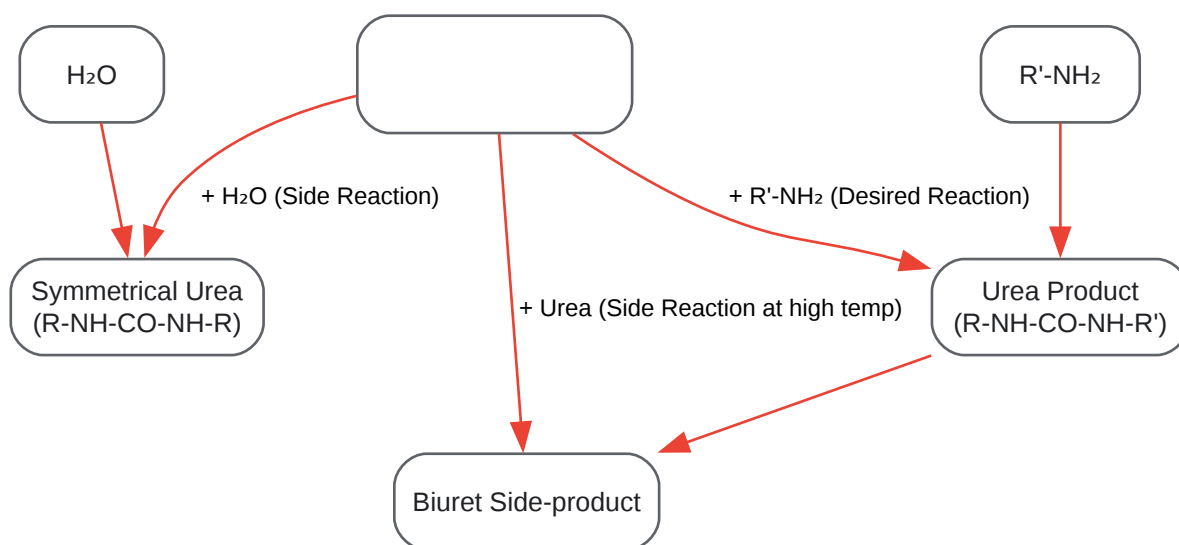 H₂O
R'-NH₂
+ H₂O (Side Reaction)
+ R'-NH₂ (Desired Reaction)
Symmetrical Urea
(R-NH-CO-NH-R)
+ Urea (Side Reaction at high temp)
Urea Product
(R-NH-CO-NH-R')
Biuret Side-product